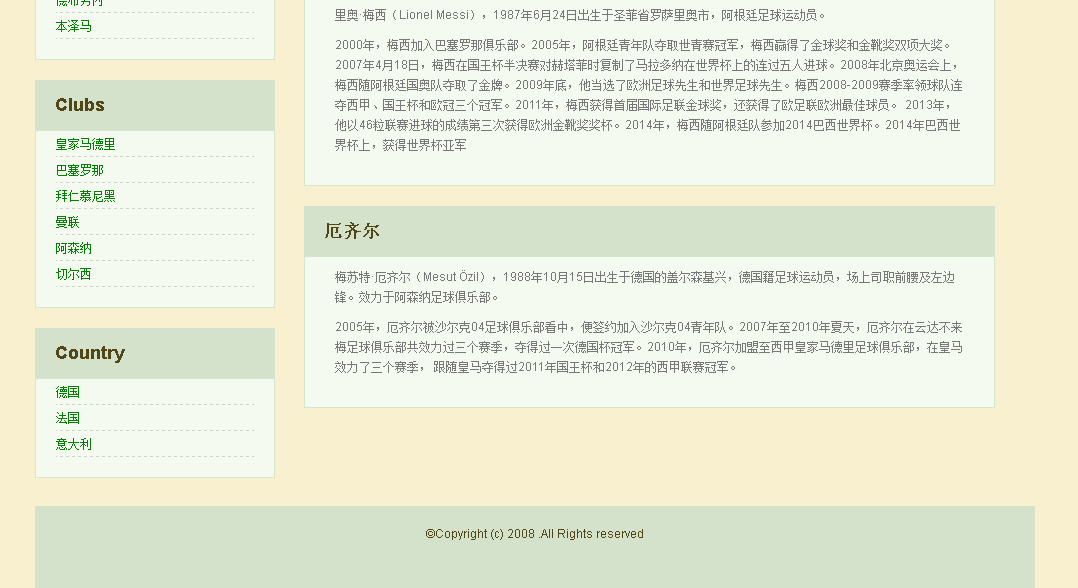 本泽马
Clubs
皇家马德里
巴塞罗那
拜仁慕尼黑
曼联
阿森纳
切尔西
Country
德国
法国
意大利
里奥·梅西（Lionel Messi），1987年6月24日出生于圣菲省罗萨里奥市，阿根廷足球运动员。
2000年，梅西加入巴塞罗那俱乐部。2005年，阿根廷青年队夺取世青赛冠军，梅西赢得了金球奖和金靴奖双项大奖。
2007年4月18日，梅西在国王杯半决赛对赫塔菲时复制了马拉多纳在世界杯上的连过五人进球。2008年北京奥运会上，
梅西随阿根廷国奥队夺取了金牌。2009年底，他当选了欧洲足球先生和世界足球先生。梅西2008-2009赛季率领球队连
夺西甲、国王杯和欧冠三个冠军。2011年，梅西获得首届国际足联金球奖，还获得了欧足联欧洲最佳球员。 2013年，
他以46粒联赛进球的成绩第三次获得欧洲金靴奖奖杯。2014年，梅西随阿根廷队参加2014巴西世界杯。2014年巴西世
界杯上，获得世界杯亚军
厄齐尔
梅苏特·厄齐尔（Mesut Özil），1988年10月15日出生于德国的盖尔森基兴，德国籍足球运动员，场上司职前腰及左边
锋。效力于阿森纳足球俱乐部。
2005年，厄齐尔被沙尔克04足球俱乐部看中，便签约加入沙尔克04青年队。2007年至2010年夏天，厄齐尔在云达不来
梅足球俱乐部共效力过三个赛季，夺得过一次德国杯冠军。2010年，厄齐尔加盟至西甲皇家马德里足球俱乐部，在皇马
效力了三个赛季， 跟随皇马夺得过2011年国王杯和2012年的西甲联赛冠军。
©Copyright (c) 2008 .All Rights reserved